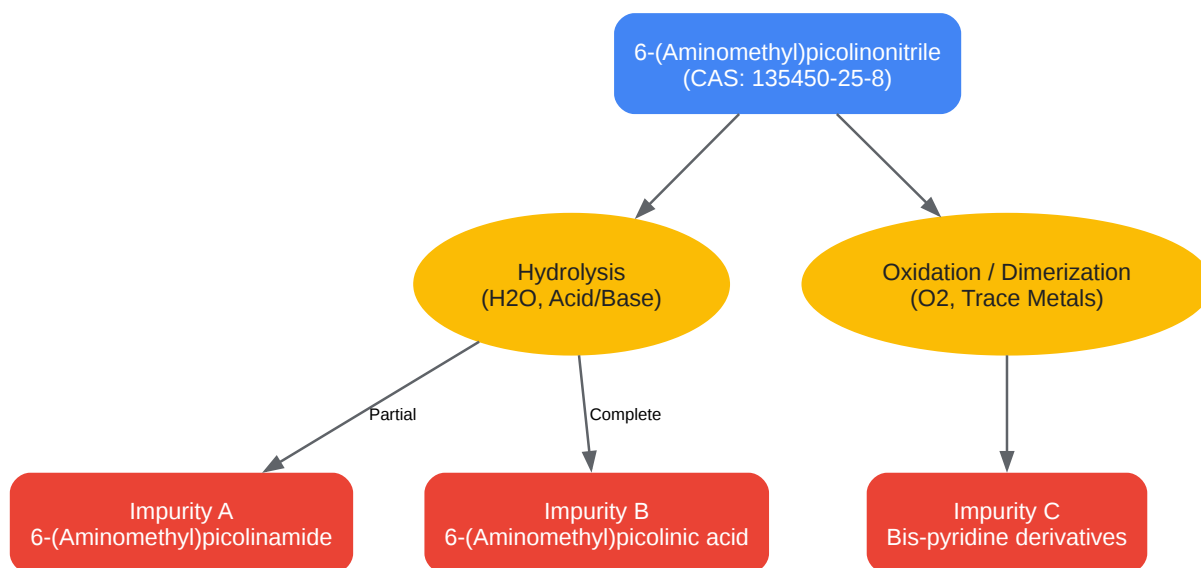 6-(Aminomethyl)picolinonitrile
(CAS: 135450-25-8)
Hydrolysis
(H2O, Acid/Base)
Oxidation / Dimerization
(O2, Trace Metals)
Partial
Complete
Impurity A
6-(Aminomethyl)picolinamide
Impurity B
6-(Aminomethyl)picolinic acid
Impurity C
Bis-pyridine derivatives